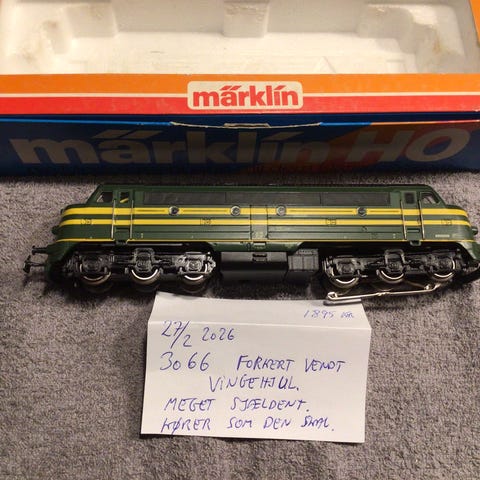 märklin
märklin HO
1895 KR
27/2 2026
3066 FORKERT VENDT
VINGEHJUL.
MEGET SJÆLDENT.
KØRER SOM DEN SKAL.